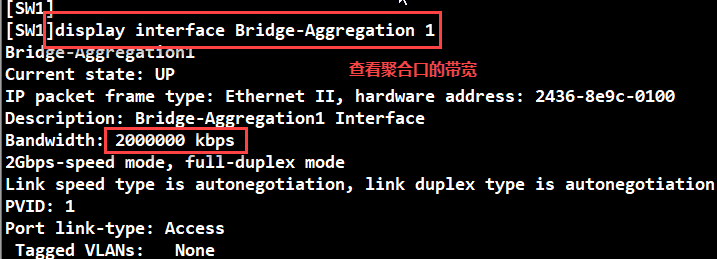 [SW1]
[SW1]display interface Bridge-Aggregation 1
Bridge-Aggregation1
Current state: UP
查看聚合口的带宽
IP packet frame type: Ethernet II, hardware address: 2436-8e9c-0100
Description: Bridge-Aggregation1 Interface
Bandwidth: 2000000 kbps
2Gbps-speed mode, full-duplex mode
Link speed type is autonegotiation, link duplex type is autonegotiation
PVID: 1
Port link-type: Access
 Tagged VLANs:   None